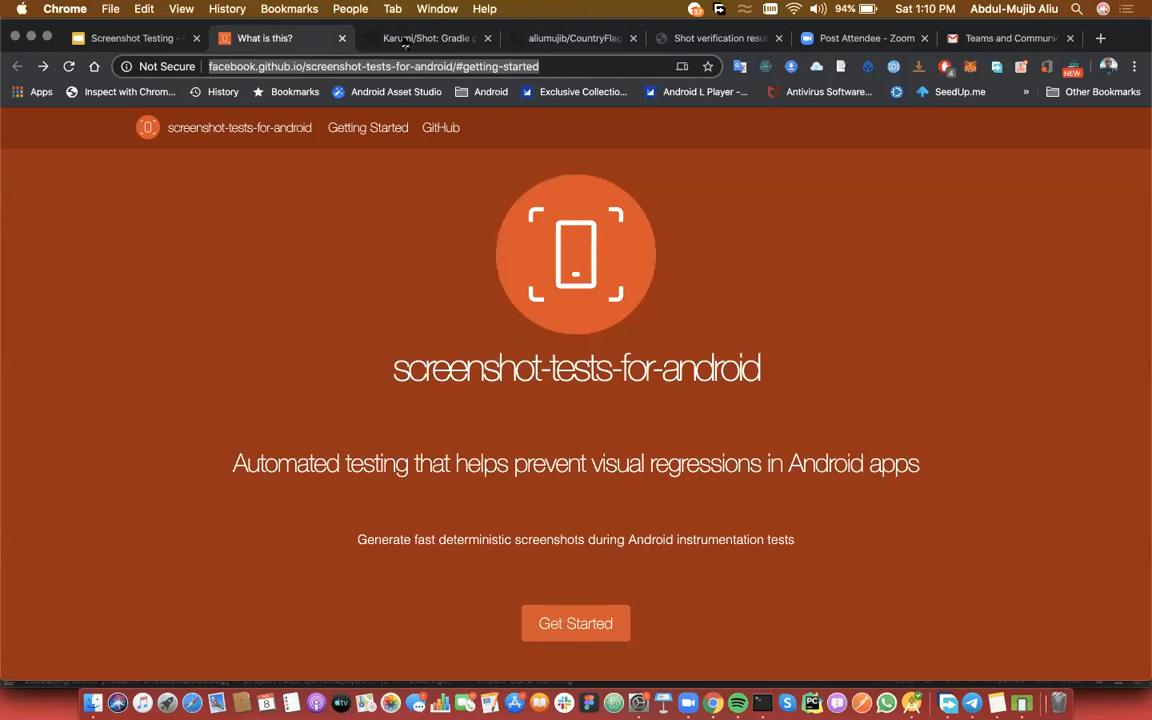 Chrome File Edit View History Bookmarks People Tab Window Help 94% Sat 1:10 PM Abdul-Mujib Aliu
Screenshot Testing - What is this? Karumi/Shot: Gradle p aliumujib/CountryFlag Shot verification resul Post Attendee - Zoom Teams and Communi
Not Secure facebook.github.io/screenshot-tests-for-android/#getting-started
Apps Inspect with Chrom... History Bookmarks Android Asset Studio Android Exclusive Collectio... Android L Player -... Antivirus Software... SeedUp.me » Other Bookmarks
screenshot-tests-for-android Getting Started GitHub
screenshot-tests-for-android
Automated testing that helps prevent visual regressions in Android apps
Generate fast deterministic screenshots during Android instrumentation tests
Get Started